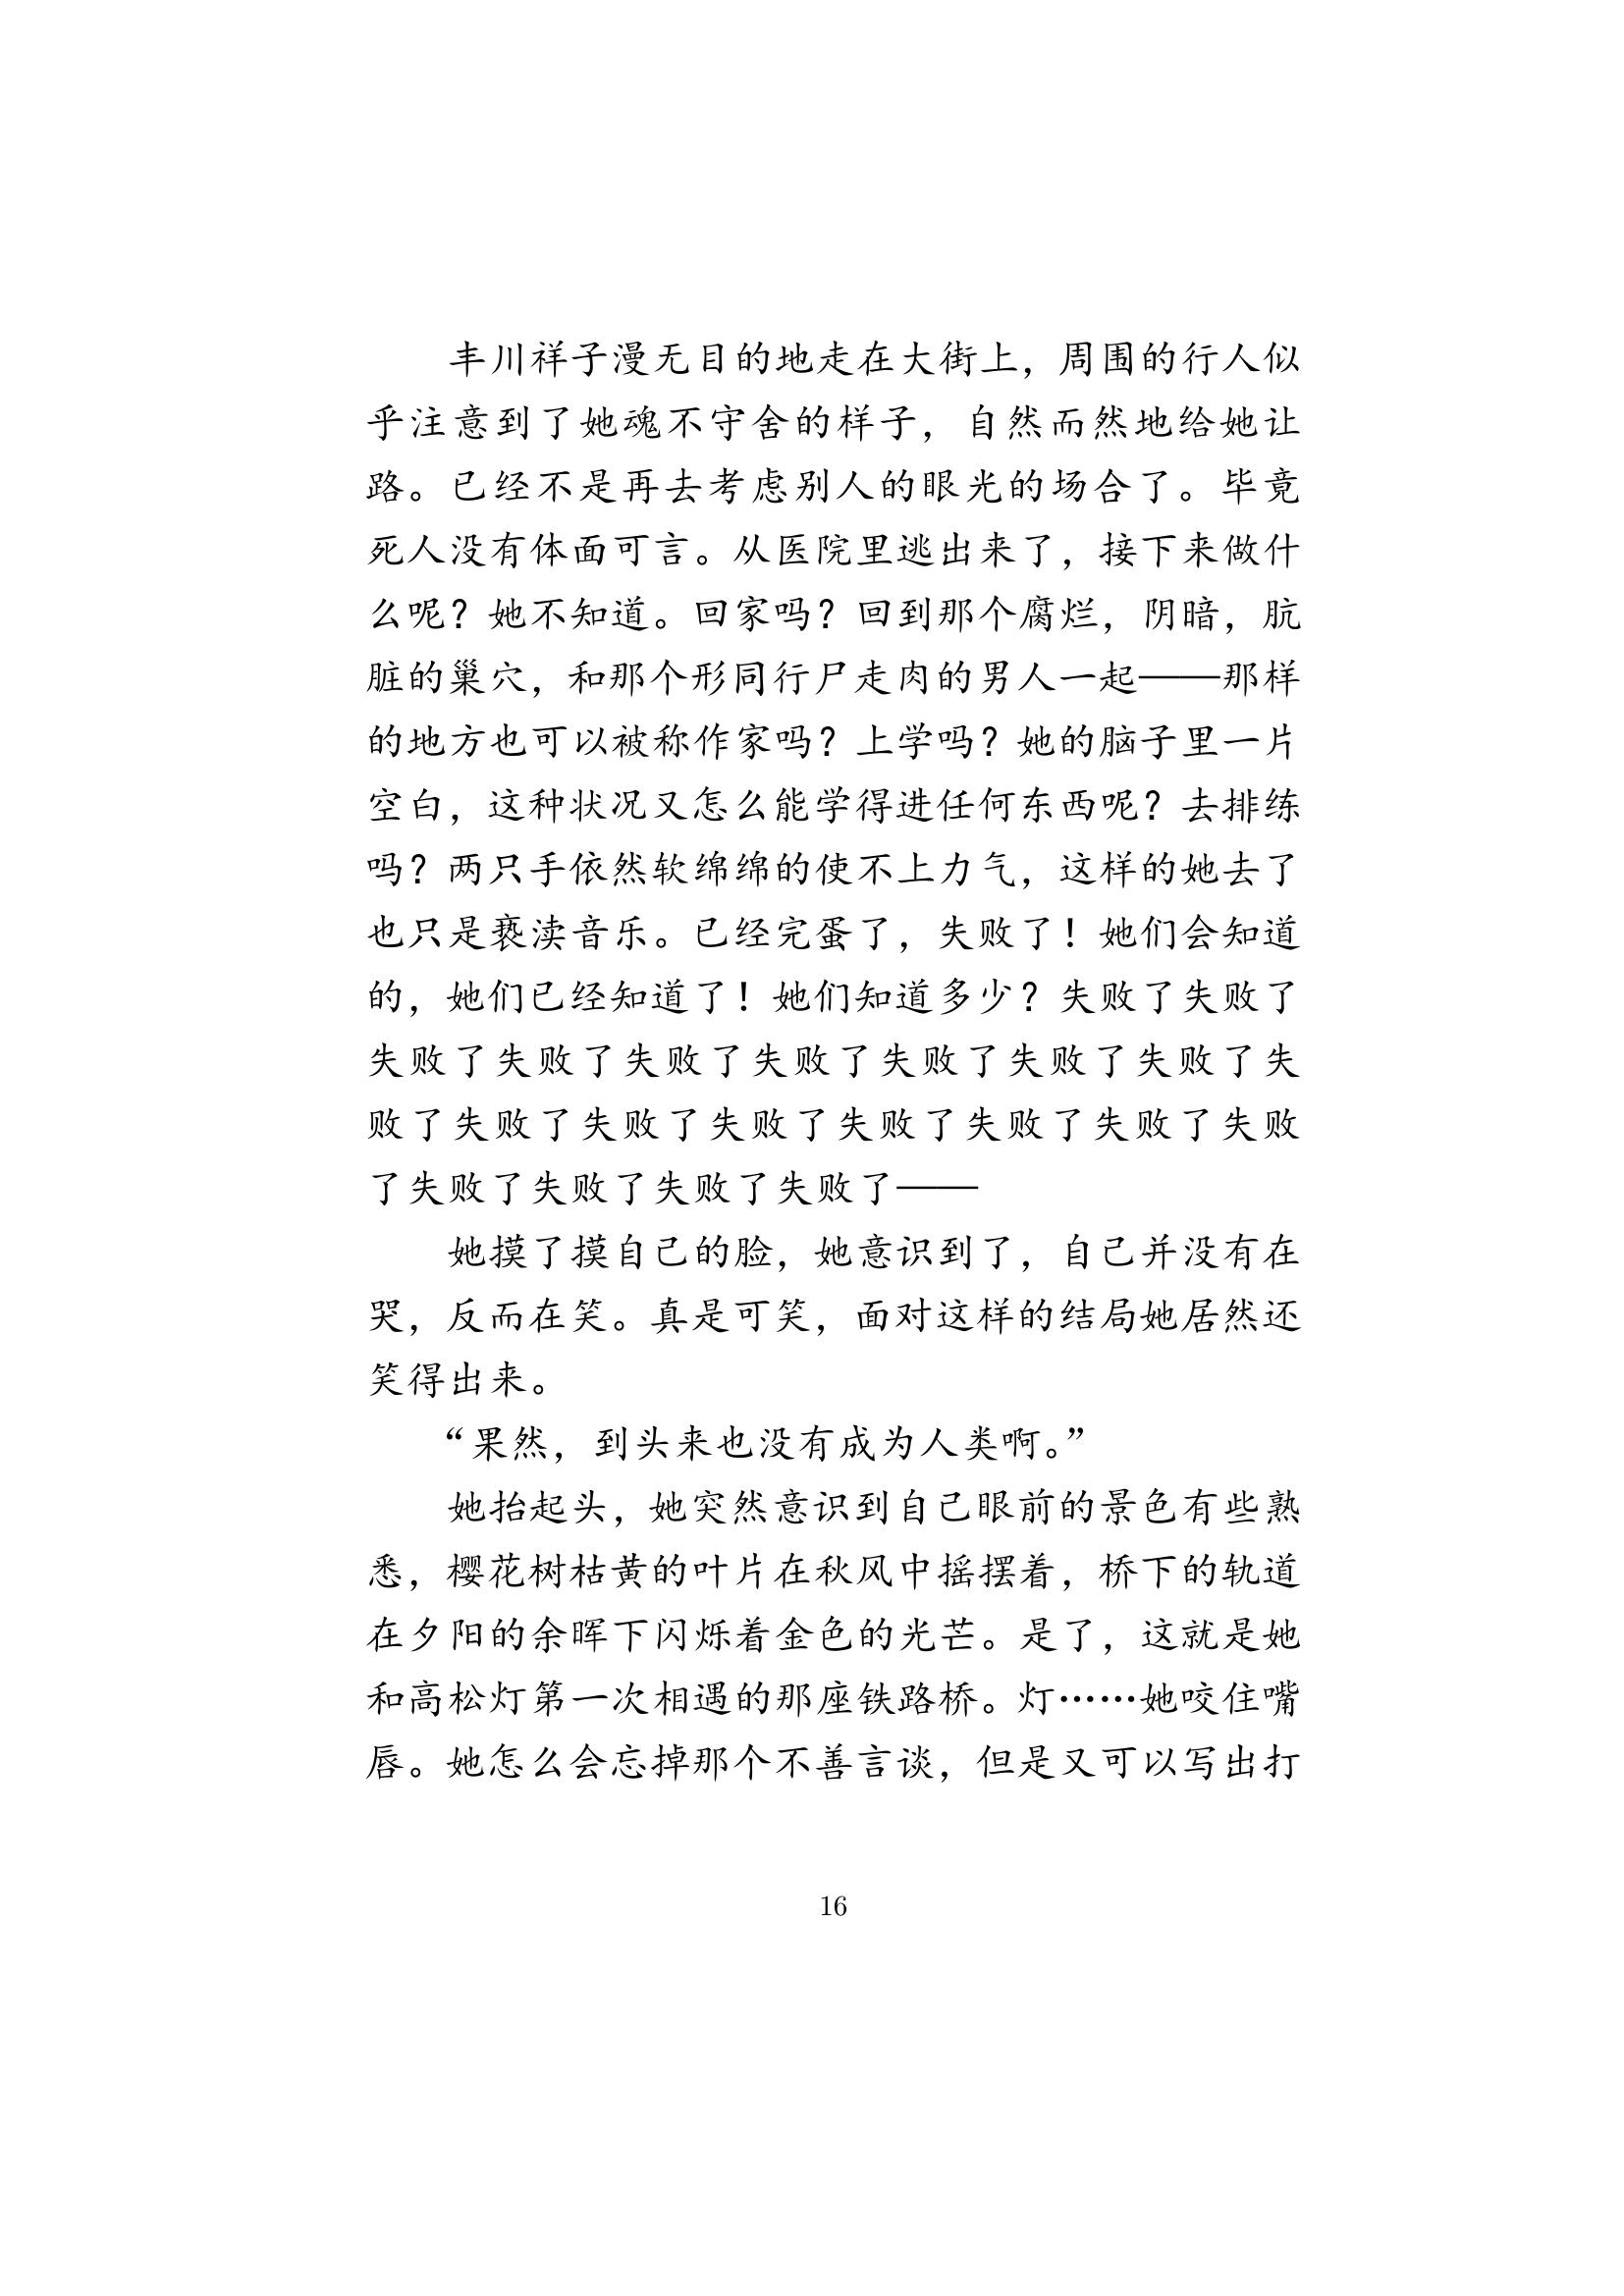 丰川祥子漫无目的地走在大街上，周围的行人似
乎注意到了她魂不守舍的样子，自然而然地给她让
路。已经不是再去考虑别人的眼光的场合了。毕竟
死人没有体面可言。从医院里逃出来了，接下来做什
么呢？她不知道。回家吗？回到那个腐烂，阴暗，肮
脏的巢穴，和那个形同行尸走肉的男人一起——那样
的地方也可以被称作家吗？上学吗？她的脑子里一片
空白，这种状况又怎么能学得进任何东西呢？去排练
吗？两只手依然软绵绵的使不上力气，这样的她去了
也只是亵渎音乐。已经完蛋了，失败了！她们会知道
的，她们已经知道了！她们知道多少？失败了失败了
失败了失败了失败了失败了失败了失败了失败了失
败了失败了失败了失败了失败了失败了失败了失败
了失败了失败了失败了失败了——
她摸了摸自己的脸，她意识到了，自己并没有在
哭，反而在笑。真是可笑，面对这样的结局她居然还
笑得出来。
“果然，到头来也没有成为人类啊。”
她抬起头，她突然意识到自己眼前的景色有些熟
悉，樱花树枯黄的叶片在秋风中摇摆着，桥下的轨道
在夕阳的余晖下闪烁着金色的光芒。是了，这就是她
和高松灯第一次相遇的那座铁路桥。灯……她咬住嘴
唇。她怎么会忘掉那个不善言谈，但是又可以写出打
16